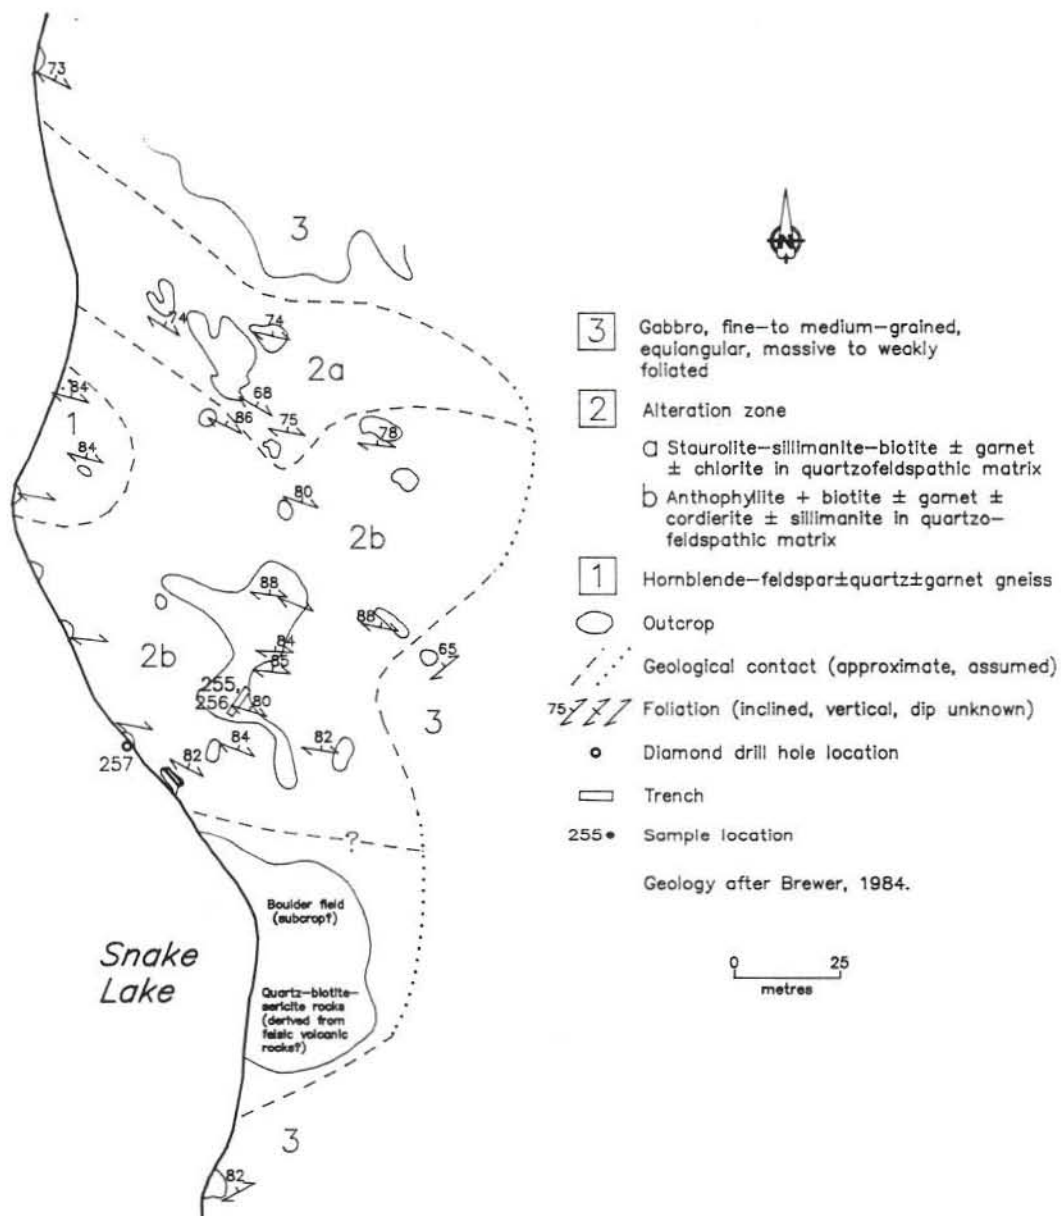 73
3
74
74
2a
68
84
86
75
1
78
84
80
2b
88
88
84
65
2b
85
255,
256
80
3
84
82
82
257
?
Boulder field
(subcrop?)
Snake
Lake
Quartz-biotite-
sericite rocks
(derived from
felsic volcanic
rocks?)
3
82
N
3 Gabbro, fine-to medium-grained,
equiangular, massive to weakly
foliated
2 Alteration zone
a Staurolite-sillimanite-biotite ± garnet
± chlorite in quartzofeldspathic matrix
b Anthophyllite + biotite ± garnet ±
cordierite ± sillimanite in quartzo-
feldspathic matrix
1 Hornblende-feldspar±quartz±garnet gneiss
Outcrop
Geological contact (approximate, assumed)
75 Foliation (inclined, vertical, dip unknown)
Diamond drill hole location
Trench
255 Sample location
Geology after Brewer, 1984.
0 25
metres